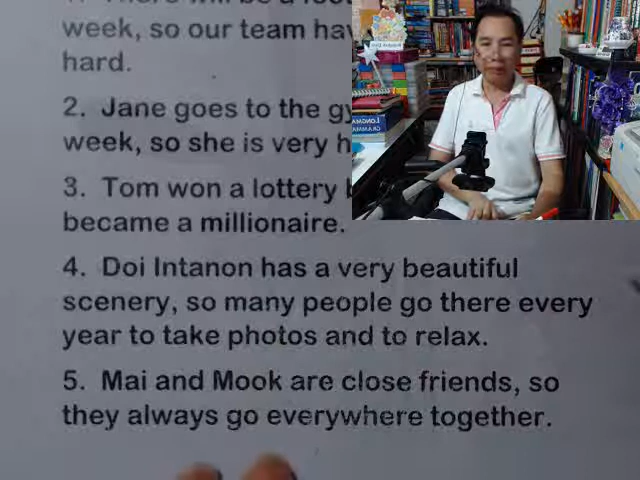 week, so our team
hard.
2. Jane goes to the
week, so she is very
3. Tom won a lottery
became a millionaire.
4. Doi Intanon has a very beautiful
scenery, so many people go there every
year to take photos and to relax.
5. Mai and Mook are close friends, so
they always go everywhere together.
LONGMAN
GRAMMAR